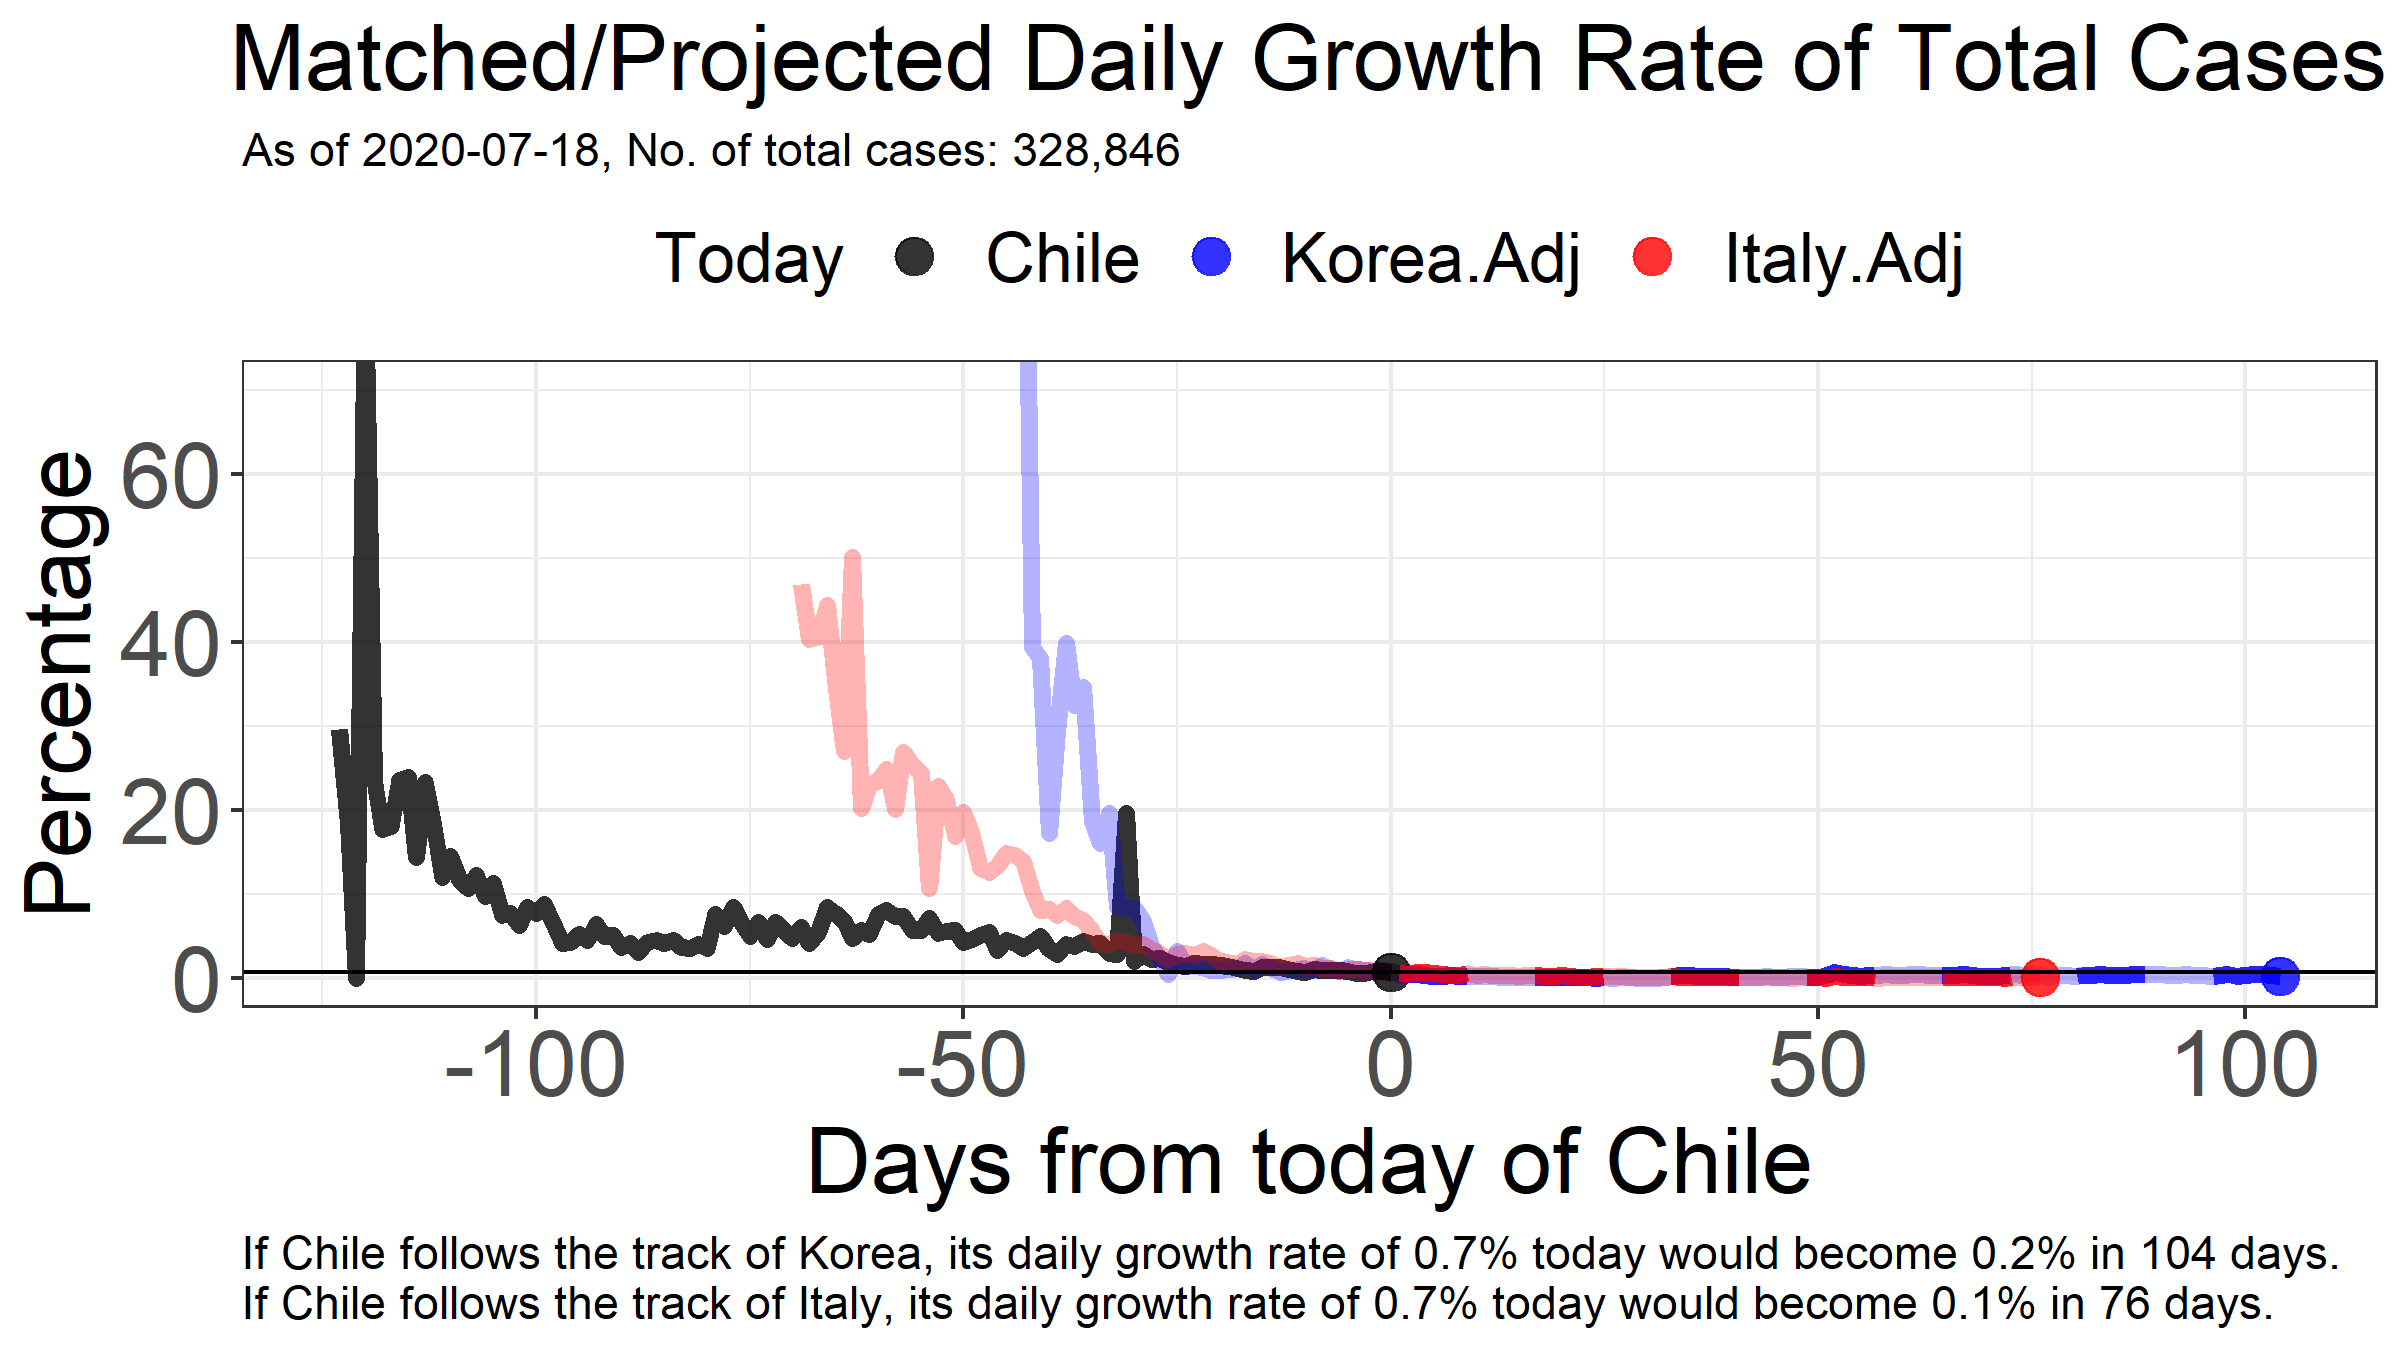 Matched/Projected Daily Growth Rate of Total Cases
As of 2020-07-18, No. of total cases: 328,846
Today Chile Korea.Adj Italy.Adj
Percentage
60
40
20
0
-100 -50 0 50 100
Days from today of Chile
If Chile follows the track of Korea, its daily growth rate of 0.7% today would become 0.2% in 104 days.
If Chile follows the track of Italy, its daily growth rate of 0.7% today would become 0.1% in 76 days.